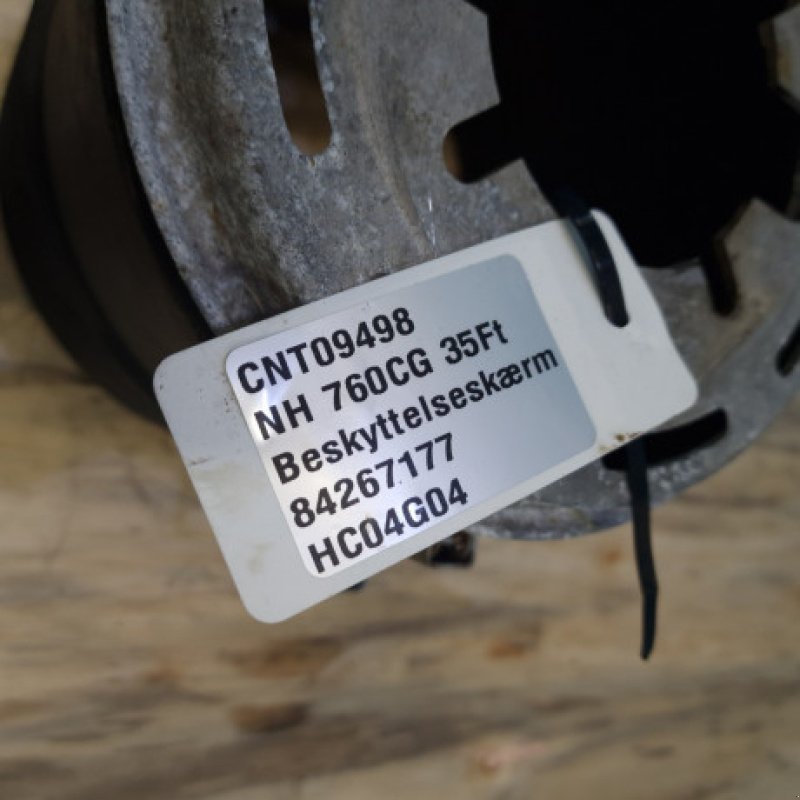 CNT09498
NH 760CG 35Ft
Beskyttelseskærm
84267177
HC04G04